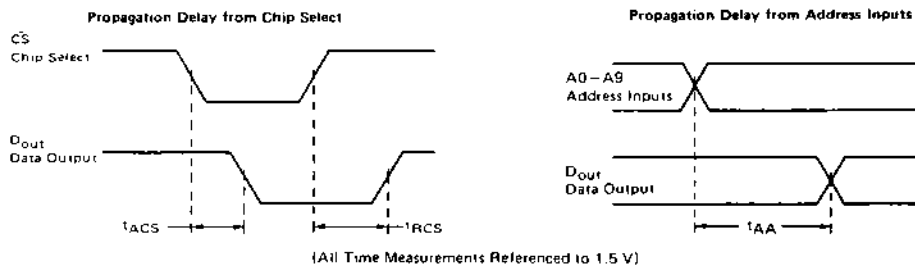 Propagation Delay from Chip Select
CS
Chip Select
Dout
Data Output
tACS
tRCS
Propagation Delay from Address Inputs
A0–A9
Address Inputs
Dout
Data Output
tAA
(All Time Measurements Referenced to 1.5 V)